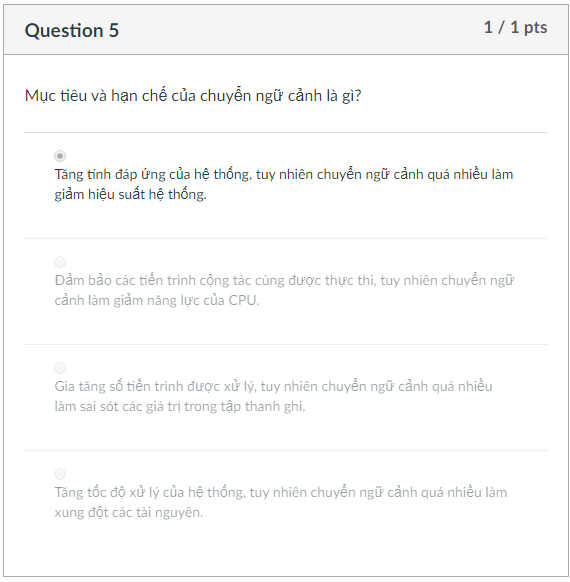 Question 5
1 / 1 pts
Mục tiêu và hạn chế của chuyển ngữ cảnh là gì?
Tăng tính đáp ứng của hệ thống, tuy nhiên chuyển ngữ cảnh quá nhiều làm
giảm hiệu suất hệ thống.
Đảm bảo các tiến trình cộng tác cùng được thực thi, tuy nhiên chuyển ngữ
cảnh làm giảm năng lực của CPU.
Gia tăng số tiến trình được xử lý, tuy nhiên chuyển ngữ cảnh quá nhiều
làm sai sót các giá trị trong tập thanh ghi.
Tăng tốc độ xử lý của hệ thống, tuy nhiên chuyển ngữ cảnh quá nhiều làm
xung đột các tài nguyên.